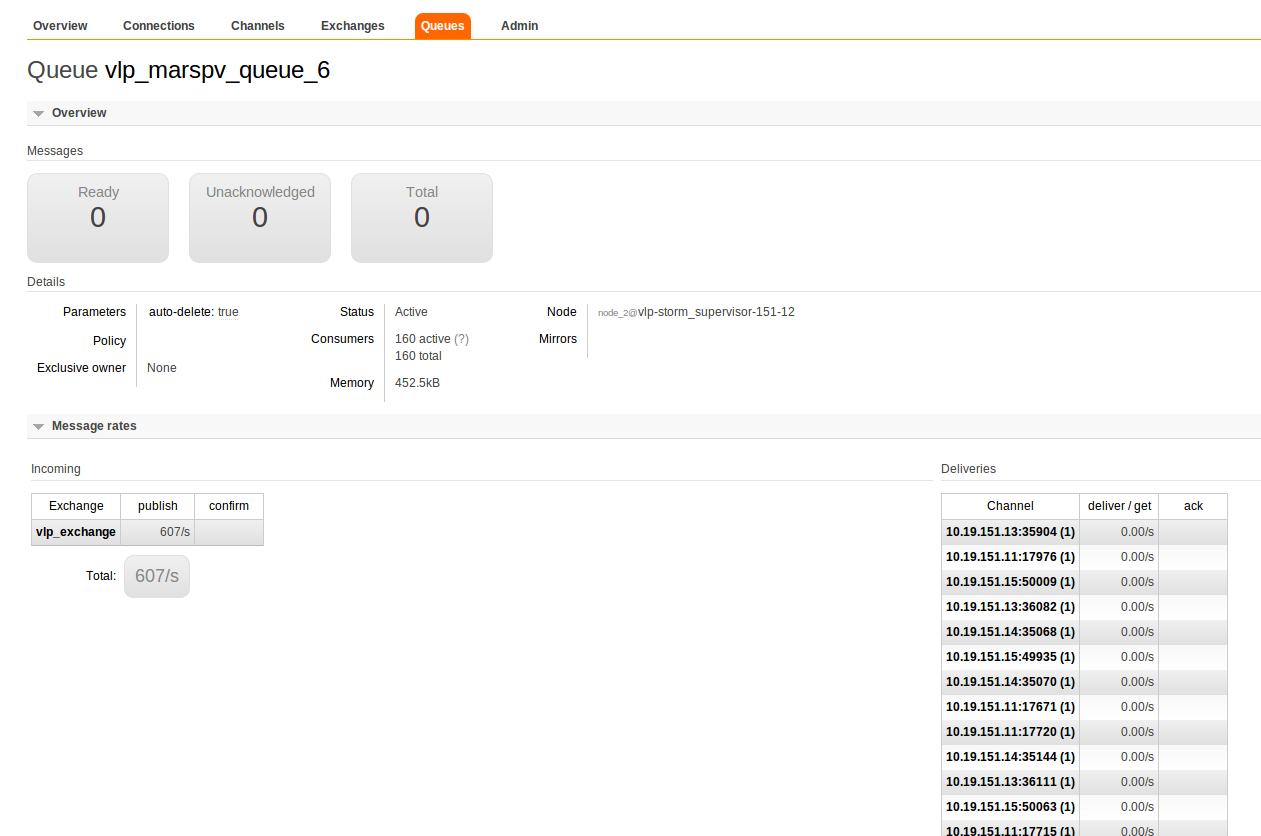 Overview Connections Channels Exchanges Queues Admin
Queue vlp_marspv_queue_6
Overview
Messages
Ready Unacknowledged Total
0 0 0
Details
Parameters auto-delete: true Status Active Node node_2@vlp-storm_supervisor-151-12
Policy Consumers 160 active (?) Mirrors
160 total
Exclusive owner None
Memory 452.5kB
Message rates
Incoming
Exchange publish confirm
vlp_exchange 607/s
Total: 607/s
Deliveries
Channel deliver / get ack
10.19.151.13:35904 (1) 0.00/s
10.19.151.11:17976 (1) 0.00/s
10.19.151.15:50009 (1) 0.00/s
10.19.151.13:36082 (1) 0.00/s
10.19.151.14:35068 (1) 0.00/s
10.19.151.15:49935 (1) 0.00/s
10.19.151.14:35070 (1) 0.00/s
10.19.151.11:17671 (1) 0.00/s
10.19.151.11:17720 (1) 0.00/s
10.19.151.14:35144 (1) 0.00/s
10.19.151.13:36111 (1) 0.00/s
10.19.151.15:50063 (1) 0.00/s
10.19.151.11:17715 (1) 0.00/s